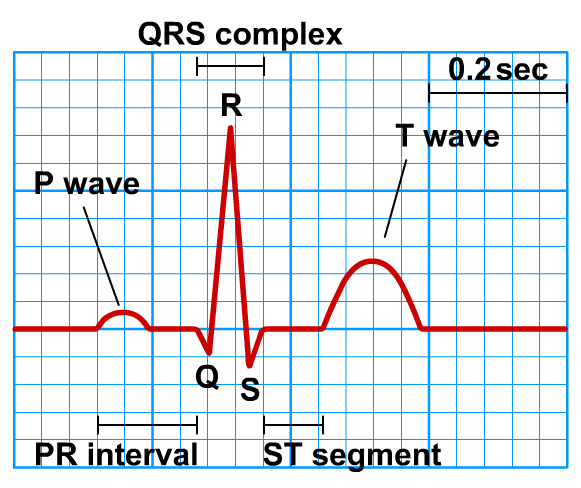 QRS complex
0.2 sec
R
T wave
P wave
Q
S
PR interval
ST segment